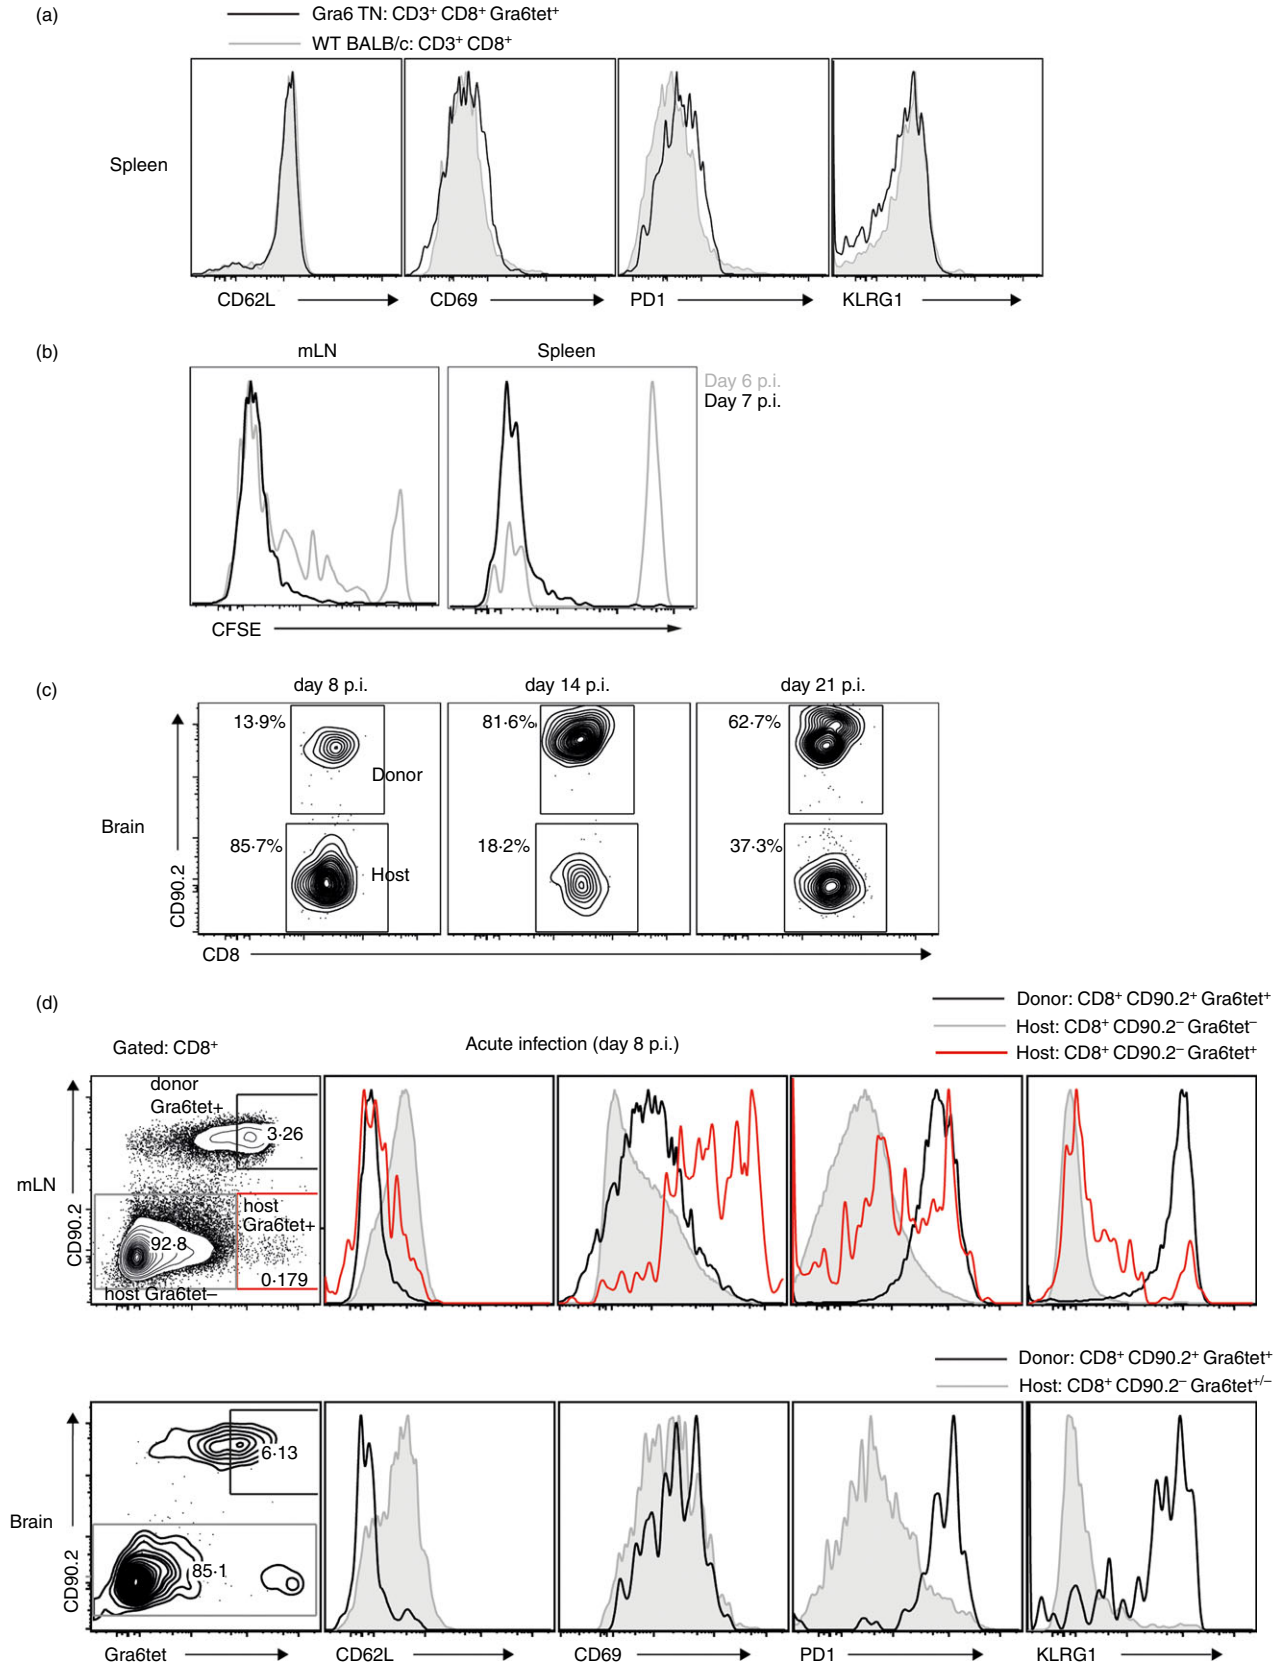 (a)
Gra6 TN: CD3⁺ CD8⁺ Gra6tet⁺
WT BALB/c: CD3⁺ CD8⁺
Spleen
CD62L
CD69
PD1
KLRG1
(b)
mLN
Spleen
Day 6 p.i.
Day 7 p.i.
CFSE
(c)
day 8 p.i.
day 14 p.i.
day 21 p.i.
13·9%
81·6%
62·7%
Donor
Brain
85·7%
18·2%
37·3%
Host
CD90.2
CD8
(d)
Donor: CD8⁺ CD90.2⁺ Gra6tet⁺
Host: CD8⁺ CD90.2⁻ Gra6tet⁻
Host: CD8⁺ CD90.2⁻ Gra6tet⁺
Gated: CD8⁺
Acute infection (day 8 p.i.)
donor
Gra6tet+
3·26
mLN
CD90.2
host
Gra6tet+
92·8
0·179
host Gra6tet–
Donor: CD8⁺ CD90.2⁺ Gra6tet⁺
Host: CD8⁺ CD90.2⁻ Gra6tet⁺/⁻
6·13
Brain
CD90.2
85·1
Gra6tet
CD62L
CD69
PD1
KLRG1